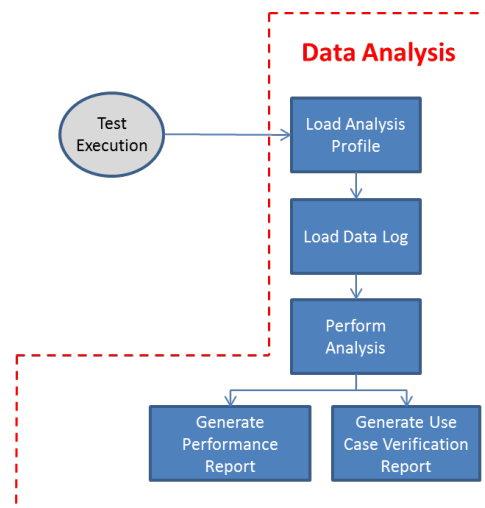 Data Analysis
Test
Execution
Load Analysis
Profile
Load Data Log
Perform
Analysis
Generate
Performance
Report
Generate Use
Case Verification
Report